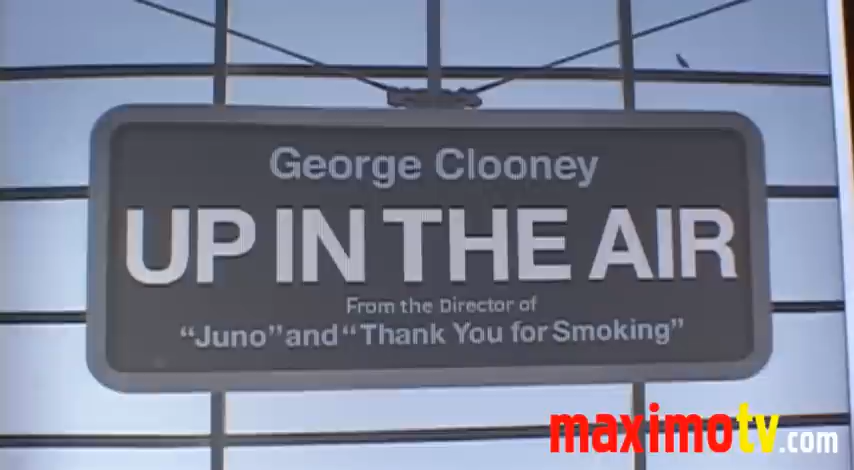 George Clooney
UP IN THE AIR
From the Director of
“Juno” and “Thank You for Smoking”
maximotv.com